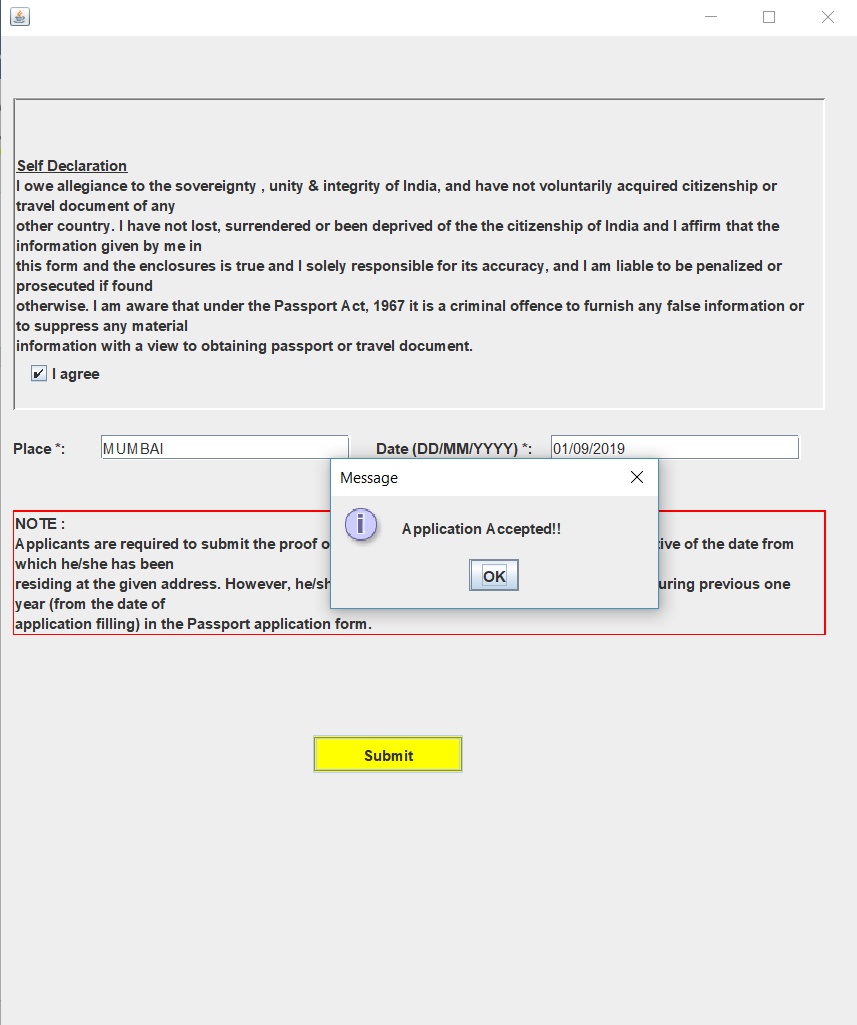 Self Declaration
I owe allegiance to the sovereignty , unity & integrity of India, and have not voluntarily acquired citizenship or
travel document of any
other country. I have not lost, surrendered or been deprived of the the citizenship of India and I affirm that the
information given by me in
this form and the enclosures is true and I solely responsible for its accuracy, and I am liable to be penalized or
prosecuted if found
otherwise. I am aware that under the Passport Act, 1967 it is a criminal offence to furnish any false information or
to suppress any material
information with a view to obtaining passport or travel document.
I agree
Place *: MUMBAI Date (DD/MM/YYYY) *: 01/09/2019
Message
Application Accepted!!
OK
NOTE :
Applicants are required to submit the proof of the date from
which he/she has been
residing at the given address. However, previous one
year (from the date of
application filling) in the Passport application form.
Submit